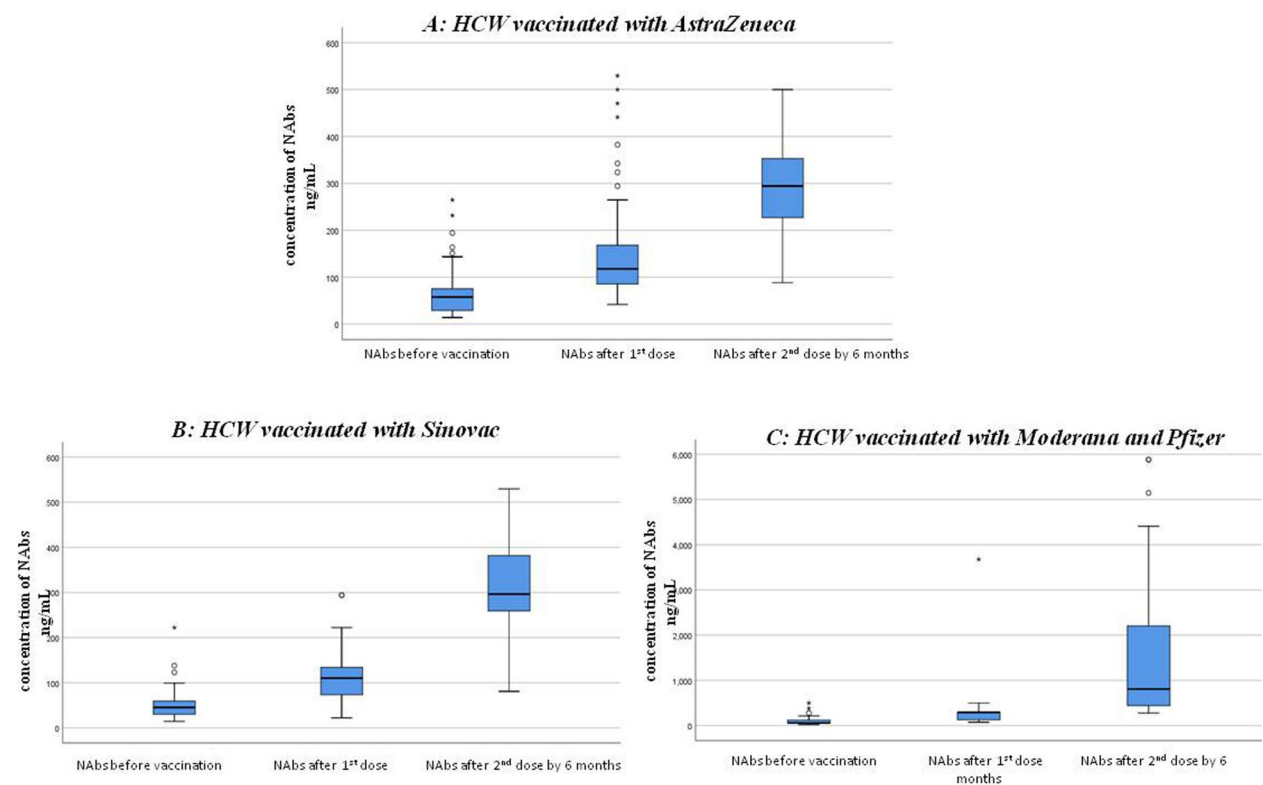 A: HCW vaccinated with AstraZeneca
concentration of NAbs
ng/mL
600
500
400
300
200
100
0
NAbs before vaccination
NAbs after 1st dose
NAbs after 2nd dose by 6 months
B: HCW vaccinated with Sinovac
concentration of NAbs
ng/mL
600
500
400
300
200
100
0
NAbs before vaccination
NAbs after 1st dose
NAbs after 2nd dose by 6 months
C: HCW vaccinated with Moderana and Pfizer
concentration of NAbs
ng/mL
6,000
5,000
4,000
3,000
2,000
1,000
0
NAbs before vaccination
NAbs after 1st dose
months
NAbs after 2nd dose by 6